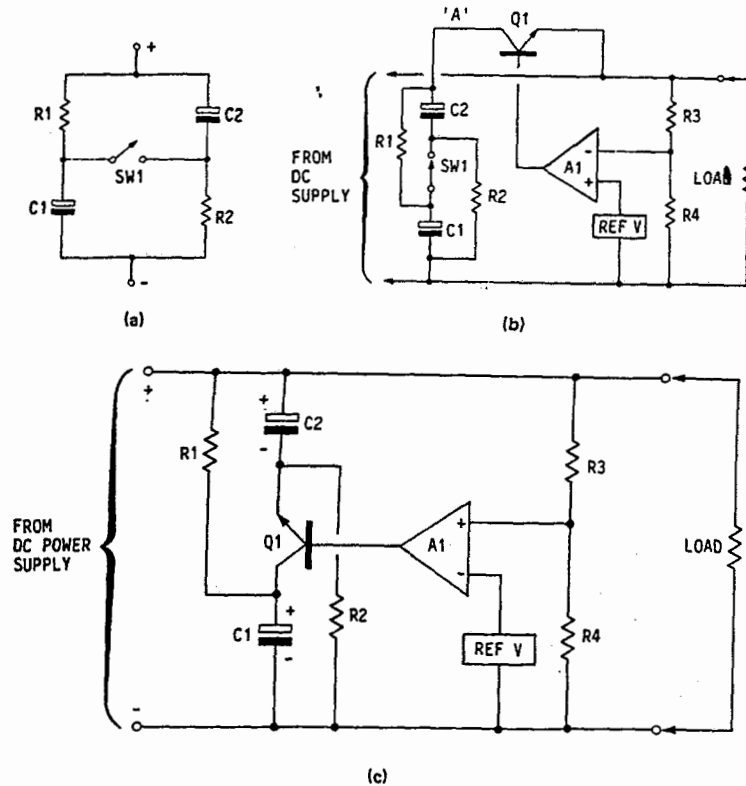 +
R1
C2
SW1
C1
R2
-
(a)
'A'
Q1
C2
R1
SW1
R2
C1
FROM
DC
SUPPLY
A1
-
+
REF V
R3
R4
LOAD
(b)
+
+
C2
-
R1
FROM
DC POWER
SUPPLY
Q1
A1
+
-
R3
LOAD
+
C1
-
R2
REF V
R4
-
(c)